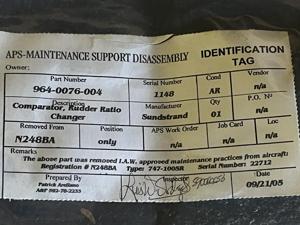 APS-MAINTENANCE SUPPORT DISASSEMBLY IDENTIFICATION TAG
Owner:
Part Number Serial Number Cond Vendor
964-0076-004 1148 AR n/a
Description Manufacturer Qty P.O. Nº
Comparator, Rudder Ratio Changer Sundstrand 01 n/a
Removed From Position APS Work Order Job Card Loc
N248BA only n/a n/a n/a
Remarks
The above part was removed I.A.W. approved maintenance practices from aircraft:
Registration # N248BA Type: 747-100SR Serial Number: 22712
Prepared By Inspector Date
Patrick Arellano 09/21/05